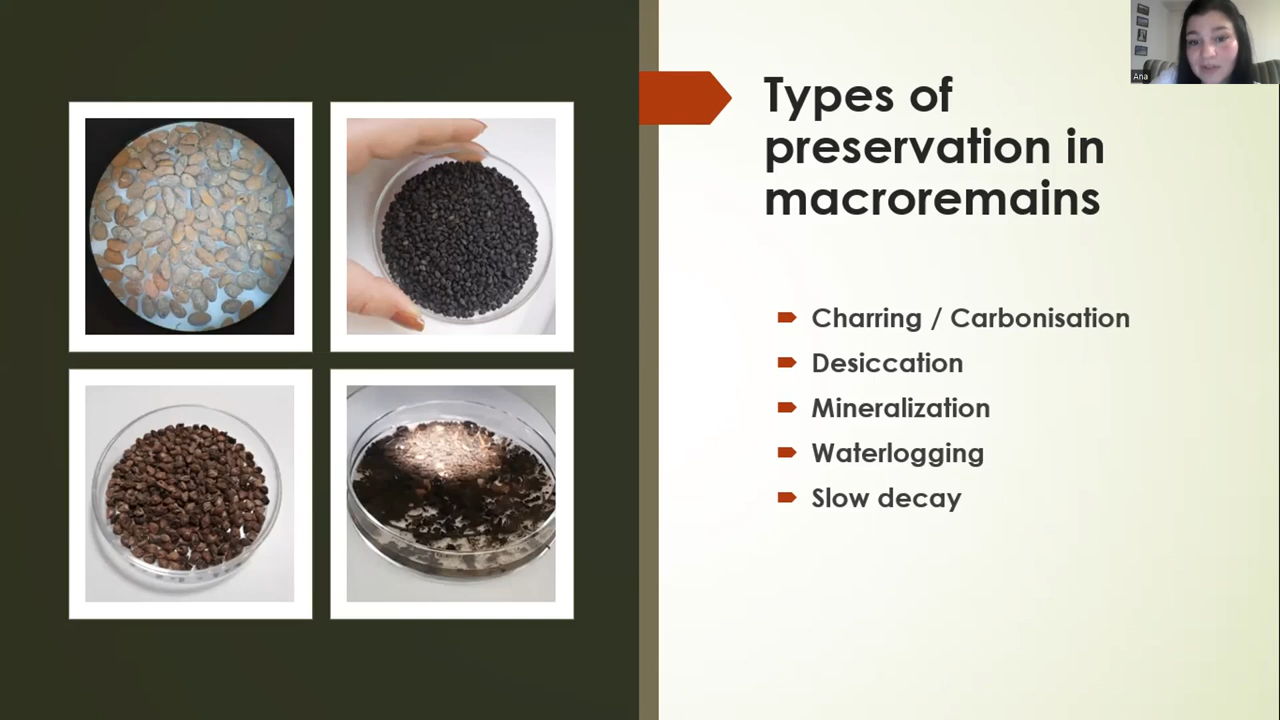 Ana
Types of
preservation in
macroremains
Charring / Carbonisation
Desiccation
Mineralization
Waterlogging
Slow decay